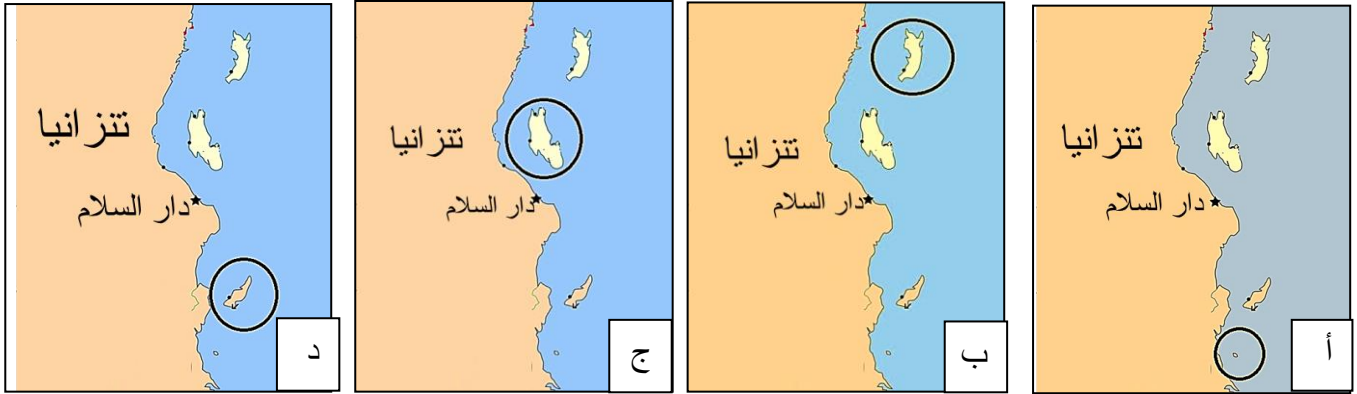 تنزانيا
دار السلام
أ
تنزانيا
دار السلام
ب
تنزانيا
دار السلام
ج
تنزانيا
دار السلام
د